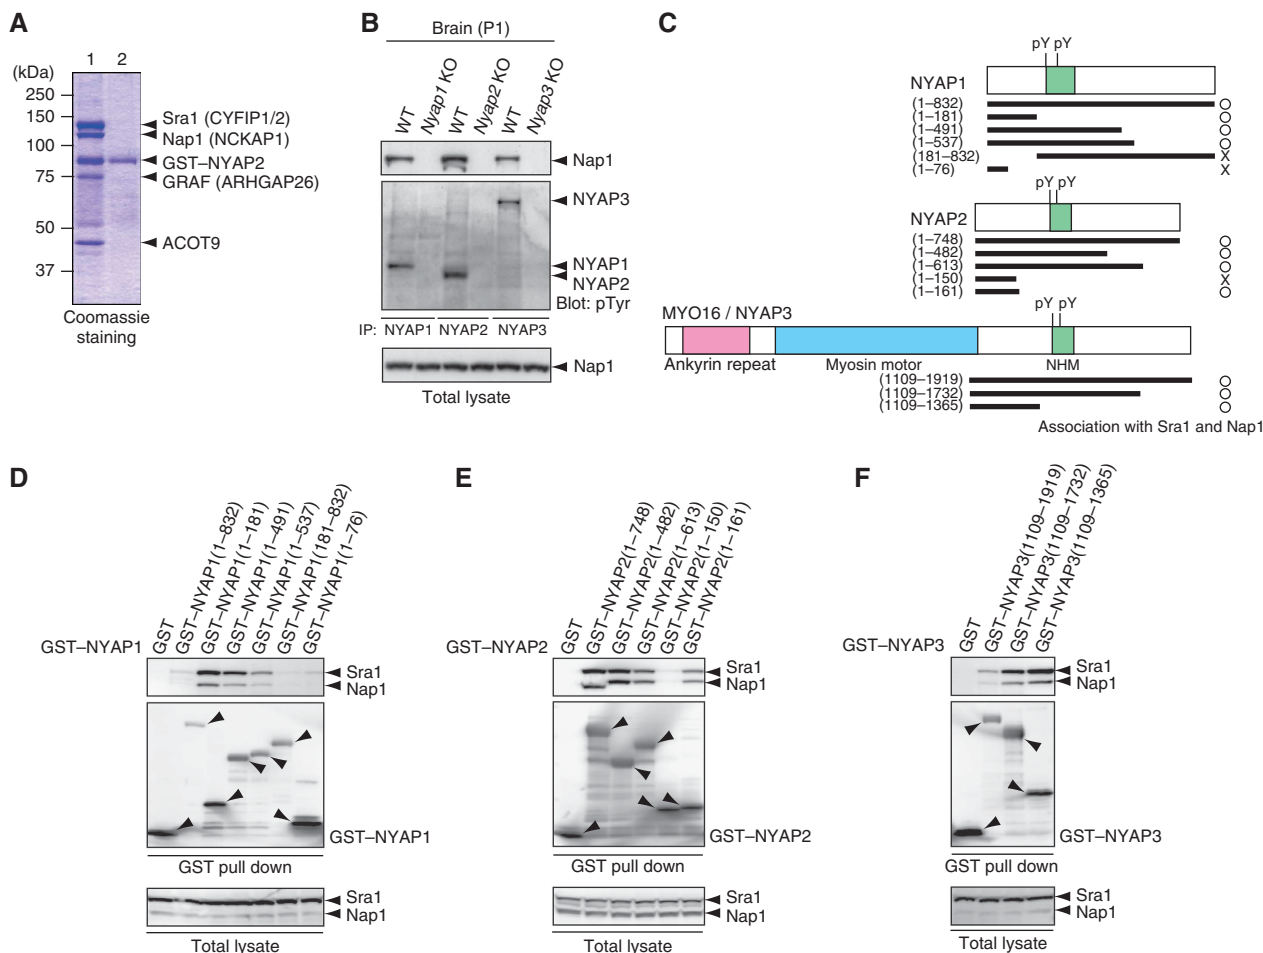 A
1 2
(kDa)
250
150
100
75
50
37
Sra1 (CYFIP1/2)
Nap1 (NCKAP1)
GST–NYAP2
GRAF (ARHGAP26)
ACOT9
Coomassie
staining
B
Brain (P1)
WT
Nyap1 KO
WT
Nyap2 KO
WT
Nyap3 KO
Nap1
NYAP3
NYAP1
NYAP2
Blot: pTyr
IP: NYAP1 NYAP2 NYAP3
Nap1
Total lysate
C
pY pY
NYAP1
(1–832) O
(1–181) O
(1–491) O
(1–537) O
(181–832) X
(1–76) X
pY pY
NYAP2
(1–748) O
(1–482) O
(1–613) O
(1–150) X
(1–161) O
pY pY
MYO16 / NYAP3
Ankyrin repeat Myosin motor NHM
(1109–1919) O
(1109–1732) O
(1109–1365) O
Association with Sra1 and Nap1
D
GST–NYAP1
GST
GST–NYAP1(1–832)
GST–NYAP1(1–181)
GST–NYAP1(1–491)
GST–NYAP1(1–537)
GST–NYAP1(181–832)
GST–NYAP1(1–76)
Sra1
Nap1
GST–NYAP1
GST pull down
Sra1
Nap1
Total lysate
E
GST–NYAP2
GST
GST–NYAP2(1–748)
GST–NYAP2(1–482)
GST–NYAP2(1–613)
GST–NYAP2(1–150)
GST–NYAP2(1–161)
Sra1
Nap1
GST–NYAP2
GST pull down
Sra1
Nap1
Total lysate
F
GST–NYAP3
GST
GST–NYAP3(1109–1919)
GST–NYAP3(1109–1732)
GST–NYAP3(1109–1365)
Sra1
Nap1
GST–NYAP3
GST pull down
Sra1
Nap1
Total lysate